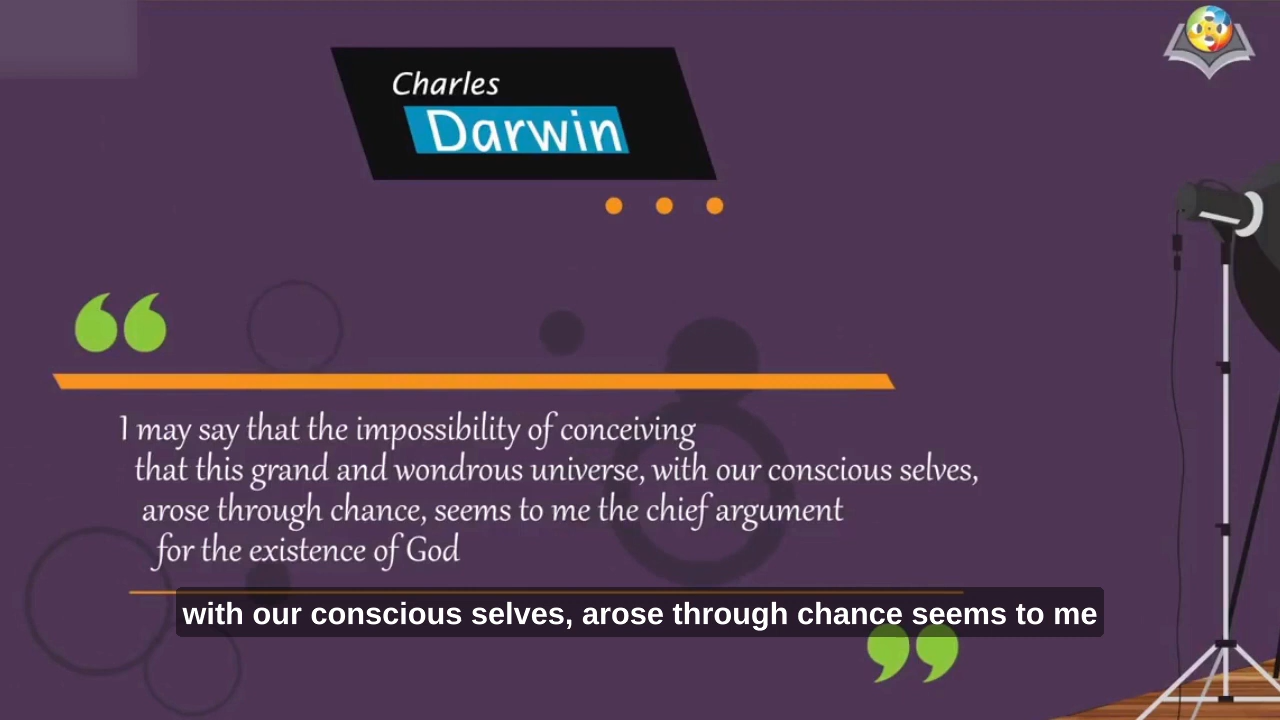 Charles
Darwin
I may say that the impossibility of conceiving
that this grand and wondrous universe, with our conscious selves,
arose through chance, seems to me the chief argument
for the existence of God
with our conscious selves, arose through chance seems to me